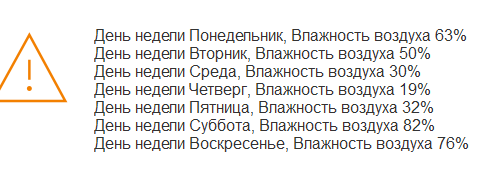 День недели Понедельник, Влажность воздуха 63%
День недели Вторник, Влажность воздуха 50%
День недели Среда, Влажность воздуха 30%
День недели Четверг, Влажность воздуха 19%
День недели Пятница, Влажность воздуха 32%
День недели Суббота, Влажность воздуха 82%
День недели Воскресенье, Влажность воздуха 76%